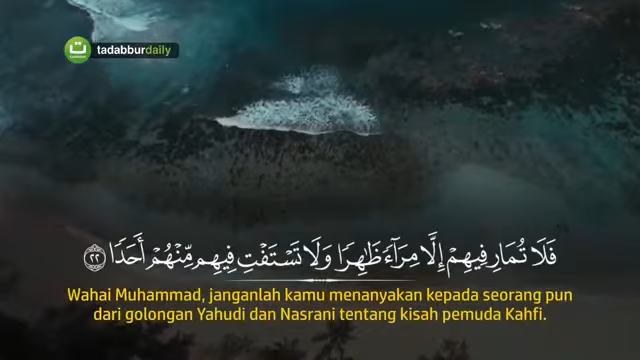 tadabburdaily
فَلَا تُمَارِ فِيهِمْ إِلَّا مِرَآءً ظَٰهِرًا وَلَا تَسْتَفْتِ فِيهِم مِّنْهُمْ أَحَدًا ٢٢
Wahai Muhammad, janganlah kamu menanyakan kepada seorang pun
dari golongan Yahudi dan Nasrani tentang kisah pemuda Kahfi.